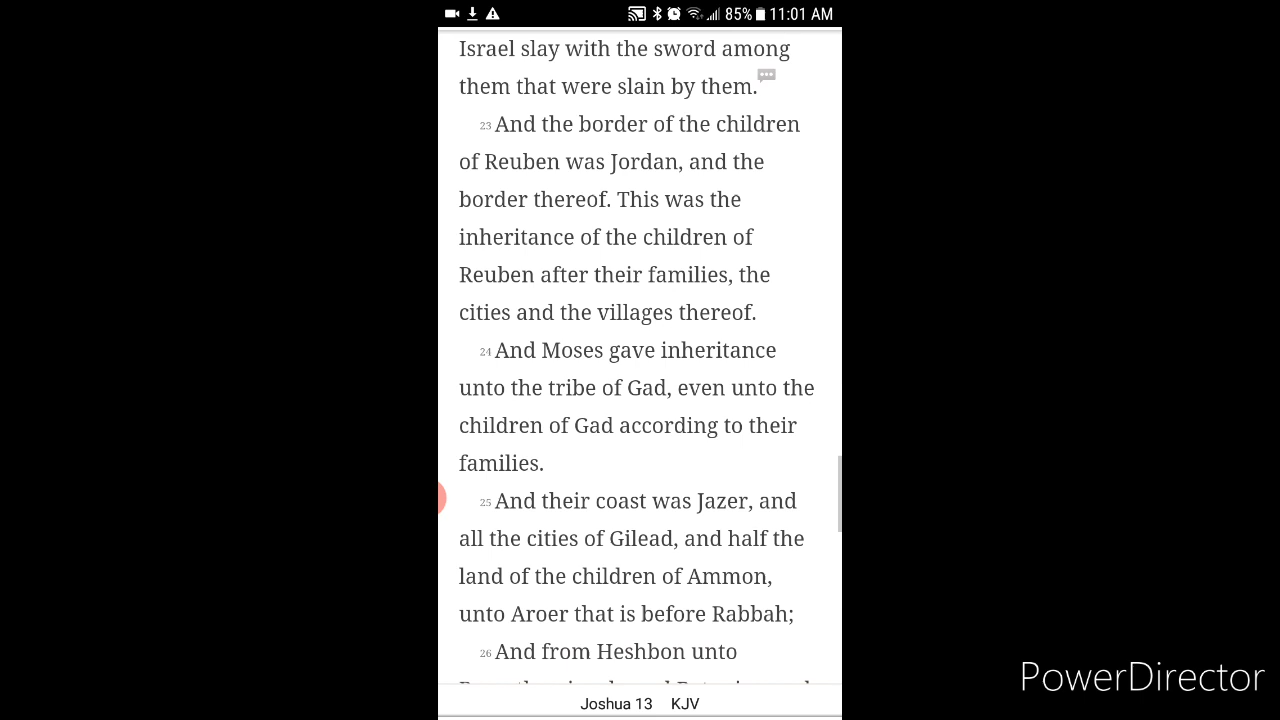 85% 11:01 AM
Israel slay with the sword among
them that were slain by them.
23 And the border of the children
of Reuben was Jordan, and the
border thereof. This was the
inheritance of the children of
Reuben after their families, the
cities and the villages thereof.
24 And Moses gave inheritance
unto the tribe of Gad, even unto the
children of Gad according to their
families.
25 And their coast was Jazer, and
all the cities of Gilead, and half the
land of the children of Ammon,
unto Aroer that is before Rabbah;
26 And from Heshbon unto
Joshua 13 KJV
PowerDirector